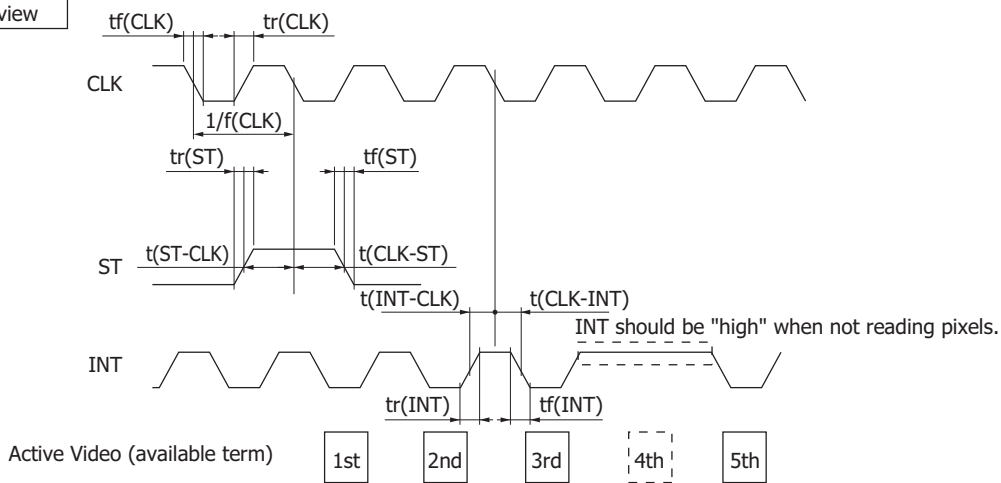 view
tf(CLK) tr(CLK)
CLK
1/f(CLK)
tr(ST) tf(ST)
t(ST-CLK) t(CLK-ST)
ST
t(INT-CLK) t(CLK-INT)
INT should be "high" when not reading pixels.
INT
tr(INT) tf(INT)
Active Video (available term) 1st 2nd 3rd 4th 5th